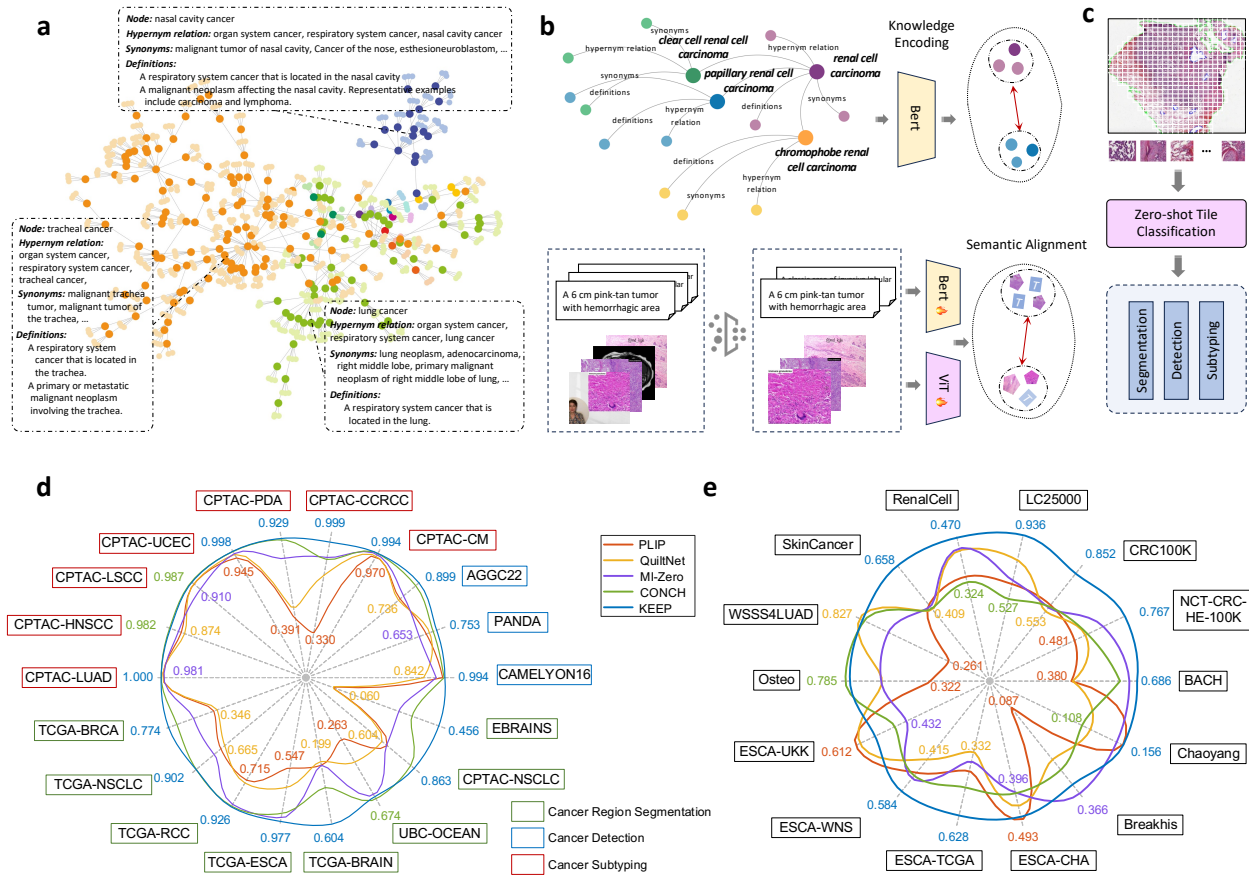 a
Node: nasal cavity cancer
Hypernym relation: organ system cancer, respiratory system cancer, nasal cavity cancer
Synonyms: malignant tumor of nasal cavity, Cancer of the nose, esthesioneuroblastom, ...
Definitions:
A respiratory system cancer that is located in the nasal cavity
A malignant neoplasm affecting the nasal cavity. Representative examples
include carcinoma and lymphoma.
Node: tracheal cancer
Hypernym relation:
organ system cancer,
respiratory system cancer,
tracheal cancer,
Synonyms: malignant trachea
tumor, malignant tumor of
the trachea, ...
Definitions:
A respiratory system
cancer that is located in
the trachea.
A primary or metastatic
malignant neoplasm
involving the trachea.
Node: lung cancer
Hypernym relation: organ system cancer,
respiratory system cancer, lung cancer
Synonyms: lung neoplasm, adenocarcinoma,
right middle lobe, primary malignant
neoplasm of right middle lobe of lung, ...
Definitions:
A respiratory system cancer that is
located in the lung.
b
synonyms
hypernym relation
clear cell renal cell
carcinoma
hypernym relation
renal cell
carcinoma
synonyms
papillary renal cell
carcinoma
definitions
hypernym
relation
definitions
synonyms
chromophobe renal
cell carcinoma
definitions
synonyms
hypernym
relation
Knowledge
Encoding
Bert
A 6 cm pink-tan tumor
with hemorrhagic area
A 6 cm pink-tan tumor
with hemorrhagic area
Semantic Alignment
Bert
ViT
T
T
T
T
c
...
Zero-shot Tile
Classification
Segmentation
Detection
Subtyping
d
CPTAC-PDA
CPTAC-CCRCC
0.929
0.999
CPTAC-UCEC
0.998
0.994
CPTAC-CM
CPTAC-LSCC
0.987
0.945
0.970
0.899
AGGC22
0.910
0.391
0.330
0.736
CPTAC-HNSCC
0.982
0.874
0.653
0.753
PANDA
CPTAC-LUAD
1.000
0.981
0.842
0.994
CAMELYON16
0.060
TCGA-BRCA
0.774
0.346
0.263
0.604
0.456
EBRAINS
TCGA-NSCLC
0.902
0.665
0.715
0.547
0.199
0.863
CPTAC-NSCLC
TCGA-RCC
0.926
0.977
0.604
0.674
UBC-OCEAN
TCGA-ESCA
TCGA-BRAIN
Cancer Region Segmentation
Cancer Detection
Cancer Subtyping
PLIP
QuiltNet
MI-Zero
CONCH
KEEP
e
RenalCell
LC25000
0.470
0.936
SkinCancer
0.658
0.852
CRC100K
WSSS4LUAD
0.827
0.409
0.324
0.527
0.553
0.767
NCT-CRC-
HE-100K
0.481
0.261
Osteo
0.785
0.322
0.380
0.686
BACH
0.087
0.432
0.108
ESCA-UKK
0.612
0.415
0.332
0.396
0.156
Chaoyang
ESCA-WNS
0.584
0.366
Breakhis
0.628
0.493
ESCA-TCGA
ESCA-CHA